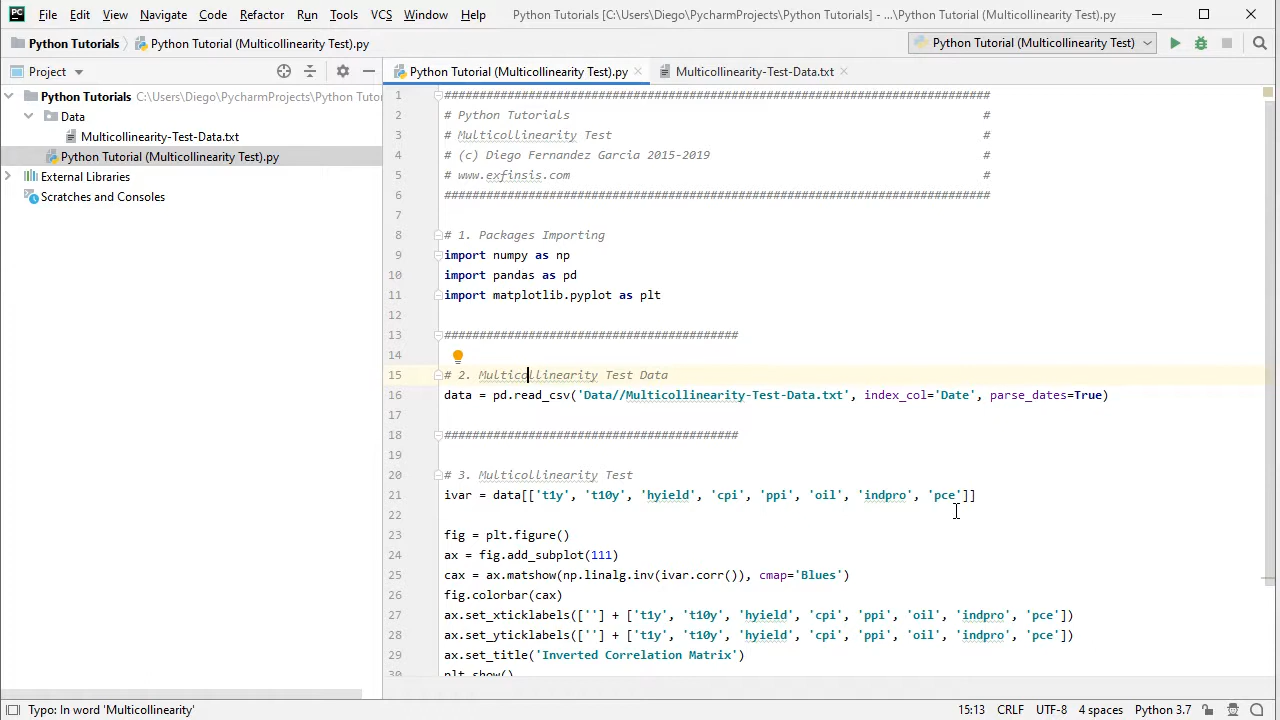 PC File Edit View Navigate Code Refactor Run Tools VCS Window Help Python Tutorials [C:\Users\Diego\PycharmProjects\Python Tutorials] - ...\Python Tutorial (Multicollinearity Test).py
Python Tutorials Python Tutorial (Multicollinearity Test).py Python Tutorial (Multicollinearity Test)
Project
Python Tutorial (Multicollinearity Test).py Multicollinearity-Test-Data.txt
Python Tutorials C:\Users\Diego\PycharmProjects\Python Tutor
Data
Multicollinearity-Test-Data.txt
Python Tutorial (Multicollinearity Test).py
External Libraries
Scratches and Consoles
1 ##############################################################################
2 # Python Tutorials #
3 # Multicollinearity Test #
4 # (c) Diego Fernandez Garcia 2015-2019 #
5 # www.exfinsis.com #
6 ##############################################################################
7
8 # 1. Packages Importing
9 import numpy as np
10 import pandas as pd
11 import matplotlib.pyplot as plt
12
13 ##########################################
14
15 # 2. Multicollinearity Test Data
16 data = pd.read_csv('Data//Multicollinearity-Test-Data.txt', index_col='Date', parse_dates=True)
17
18 ##########################################
19
20 # 3. Multicollinearity Test
21 ivar = data[['t1y', 't10y', 'hyield', 'cpi', 'ppi', 'oil', 'indpro', 'pce']]
22
23 fig = plt.figure()
24 ax = fig.add_subplot(111)
25 cax = ax.matshow(np.linalg.inv(ivar.corr()), cmap='Blues')
26 fig.colorbar(cax)
27 ax.set_xticklabels([''] + ['t1y', 't10y', 'hyield', 'cpi', 'ppi', 'oil', 'indpro', 'pce'])
28 ax.set_yticklabels([''] + ['t1y', 't10y', 'hyield', 'cpi', 'ppi', 'oil', 'indpro', 'pce'])
29 ax.set_title('Inverted Correlation Matrix')
30 plt.show()
Typo: In word 'Multicollinearity' 15:13 CRLF UTF-8 4 spaces Python 3.7